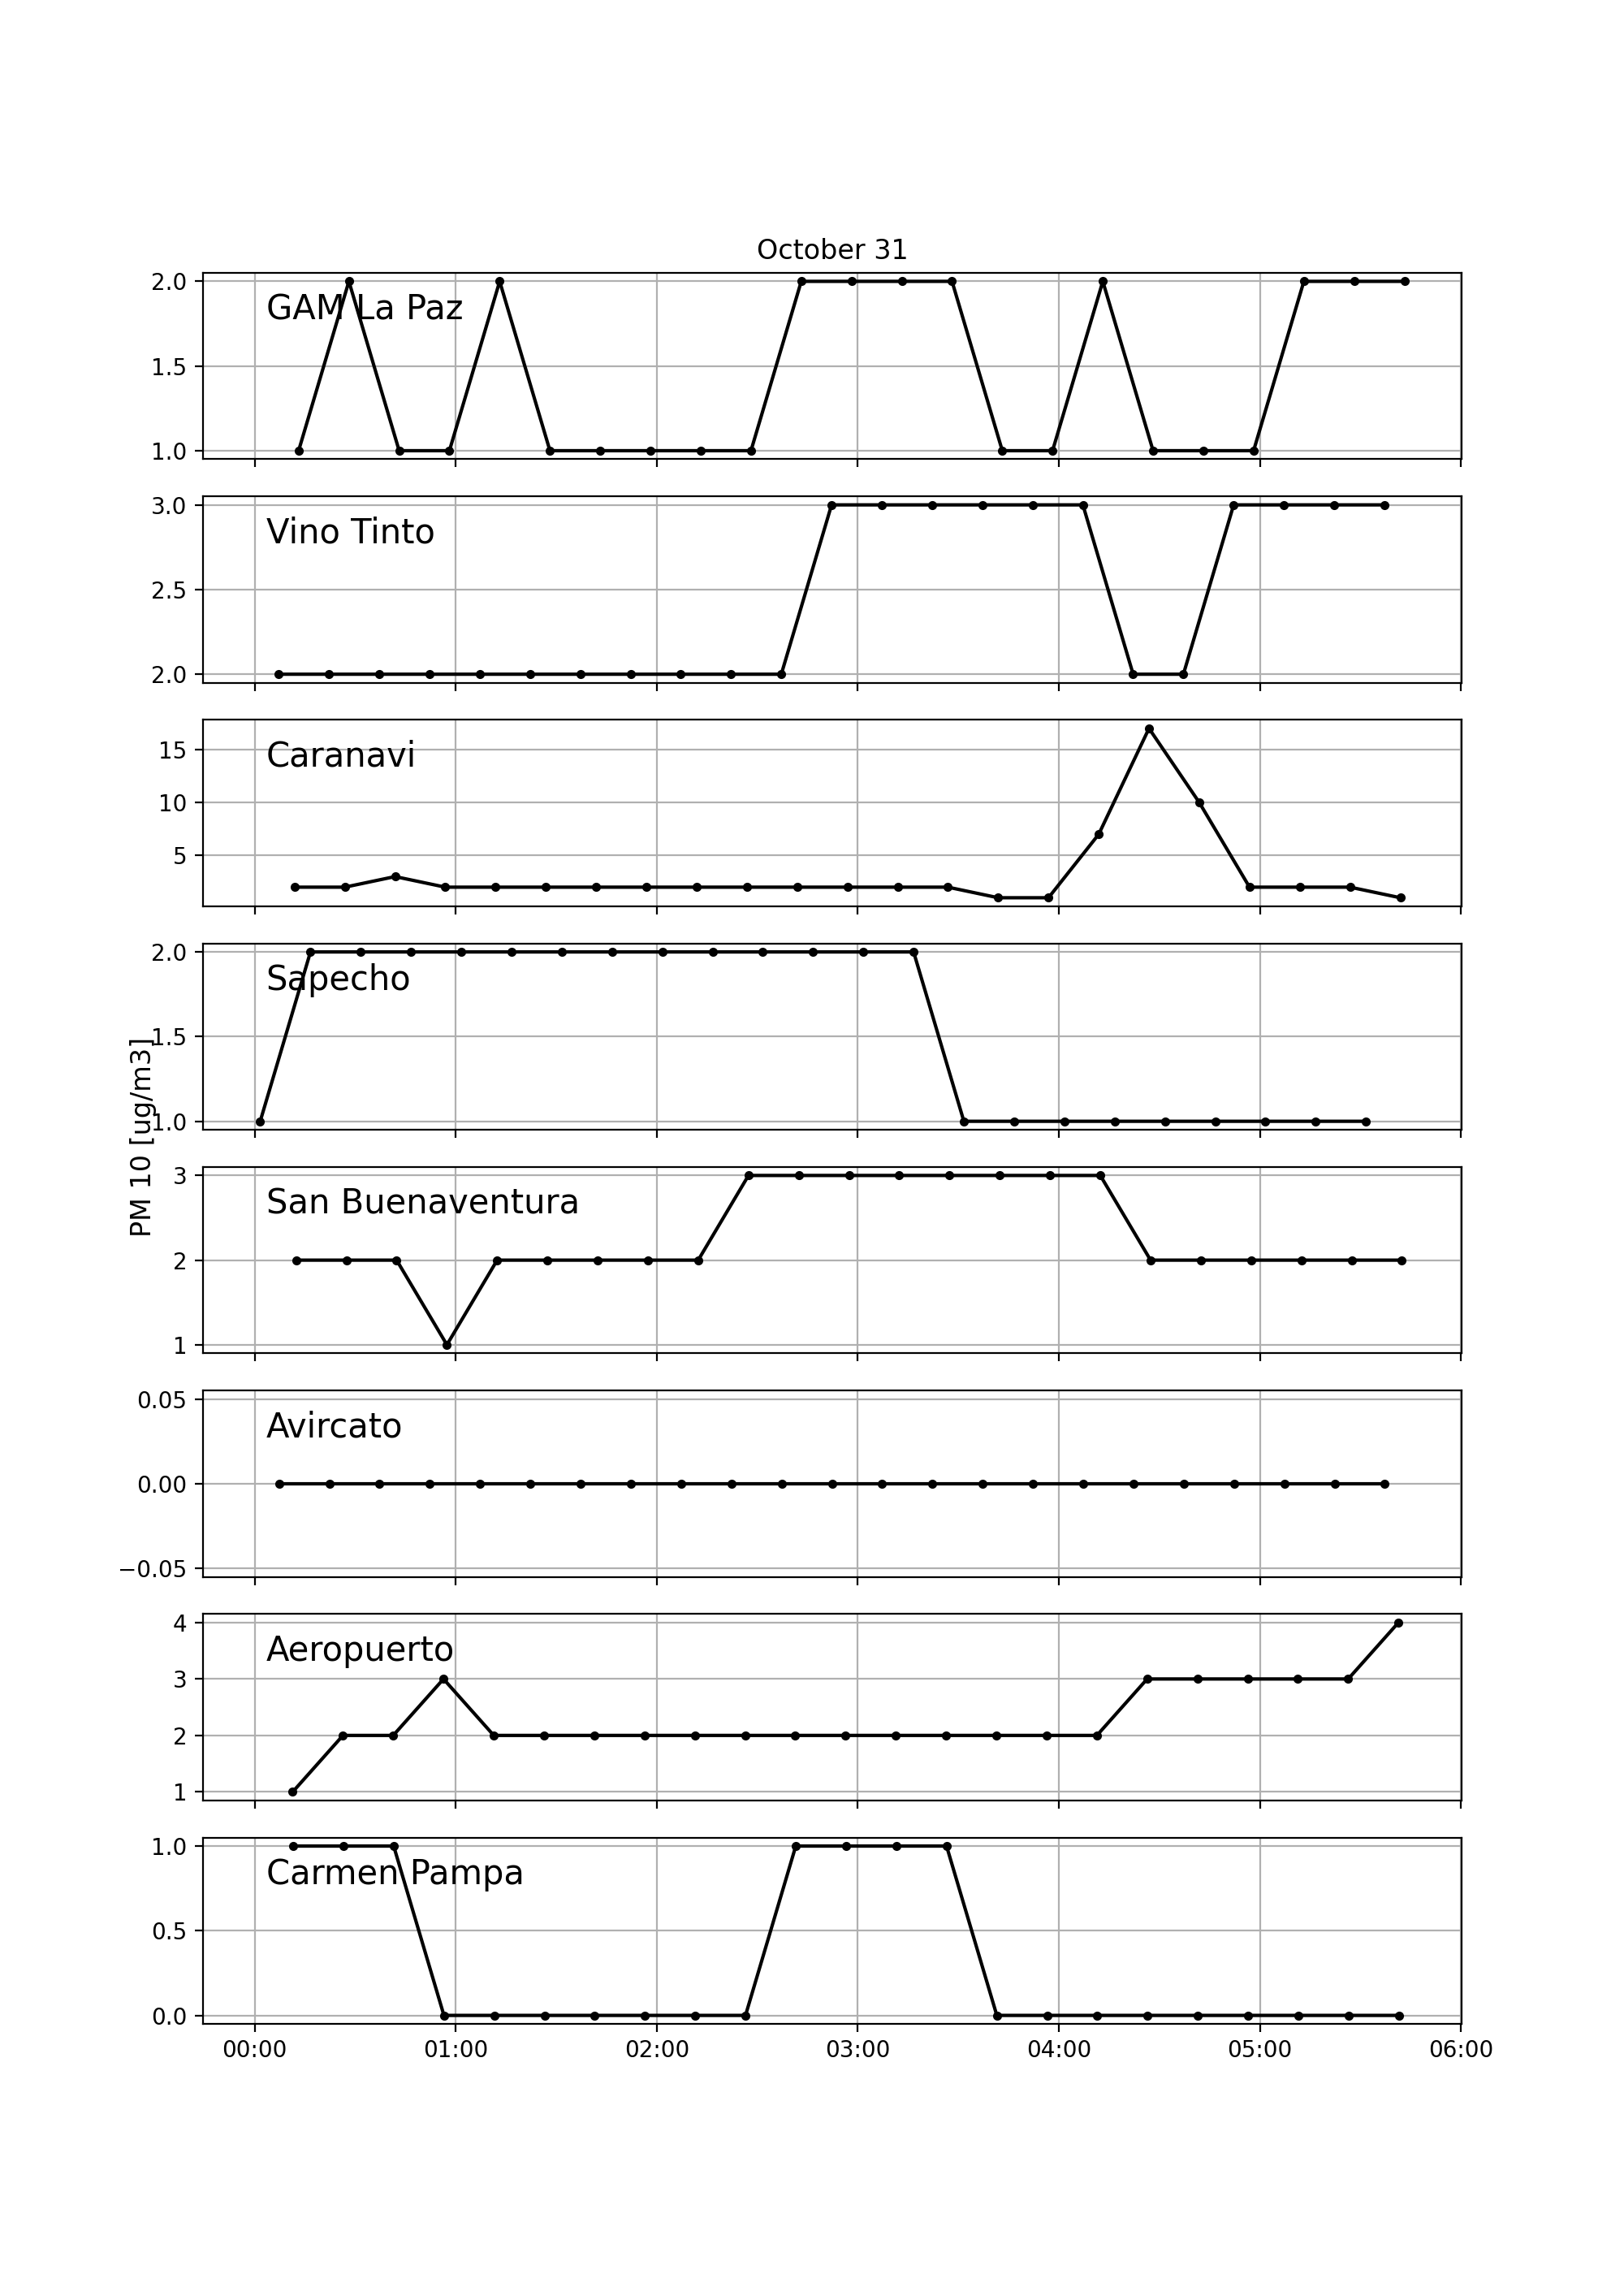 October 31
2.0
GAM La Paz
1.5
1.0
3.0
Vino Tinto
2.5
2.0
15
Caranavi
10
5
2.0
Sapecho
1.5
1.0
PM 10 [ug/m3]
3
San Buenaventura
2
1
0.05
Avircato
0.00
−0.05
4
Aeropuerto
3
2
1
1.0
Carmen Pampa
0.5
0.0
00:00 01:00 02:00 03:00 04:00 05:00 06:00